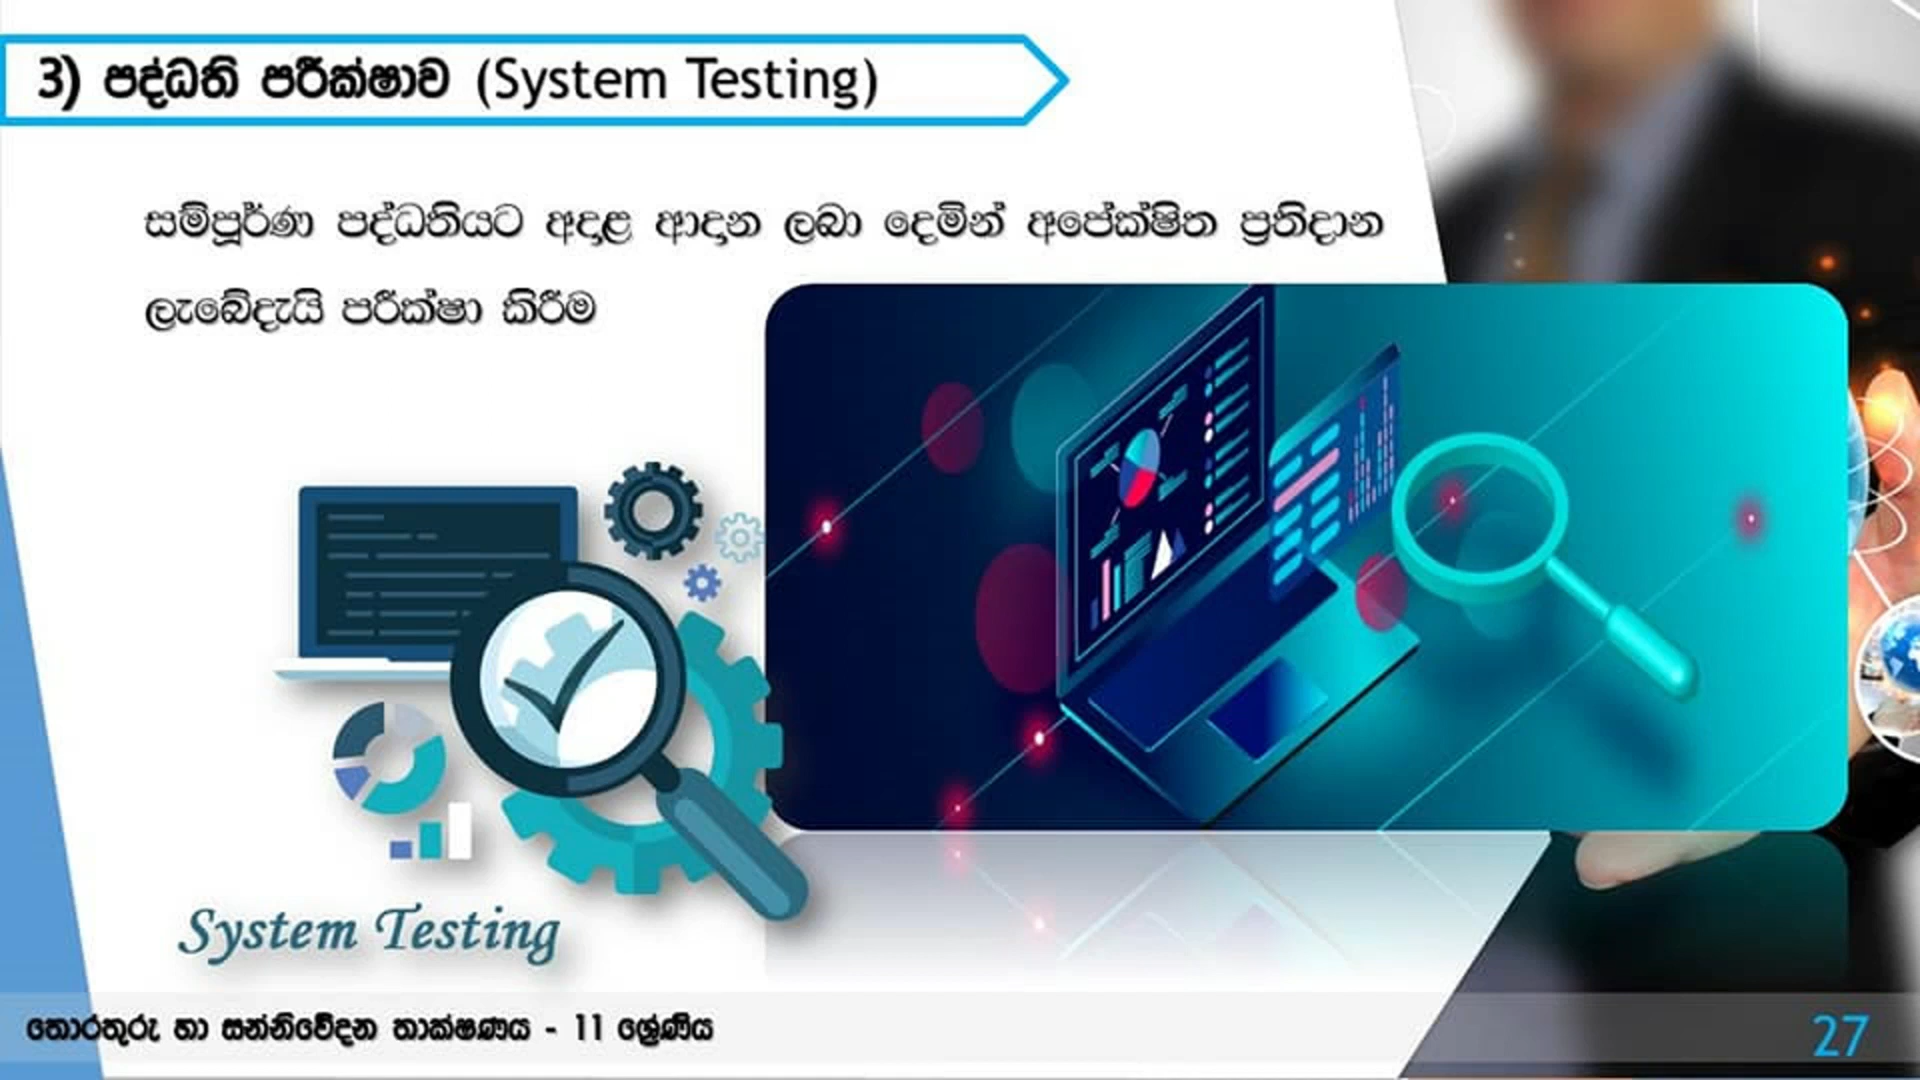 3) පද්ධති පරීක්ෂාව (System Testing)
සම්පූර්ණ පද්ධතියට අදාළ ආදාන ලබා දෙමින් අපේක්ෂිත ප්‍රතිදාන
ලැබේදැයි පරීක්ෂා කිරීම
System Testing
තොරතුරු හා සන්නිවේදන තාක්ෂණය - 11 ශ්‍රේණිය
27